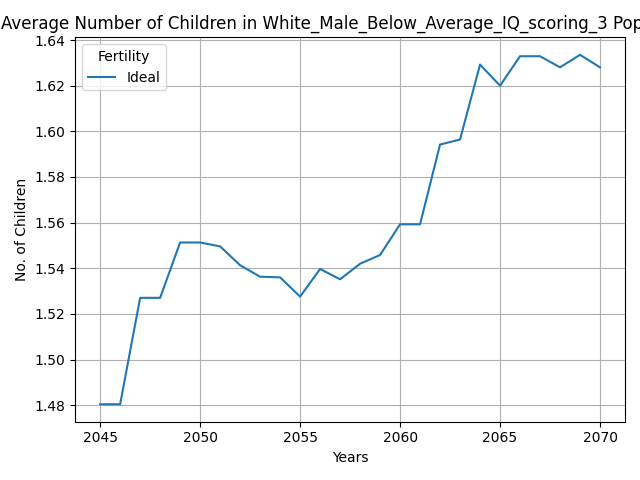 Average Number of Children in White_Male_Below_Average_IQ_scoring_3 Pop
Fertility
Ideal
No. of Children
1.64
1.62
1.60
1.58
1.56
1.54
1.52
1.50
1.48
2045 2050 2055 2060 2065 2070
Years